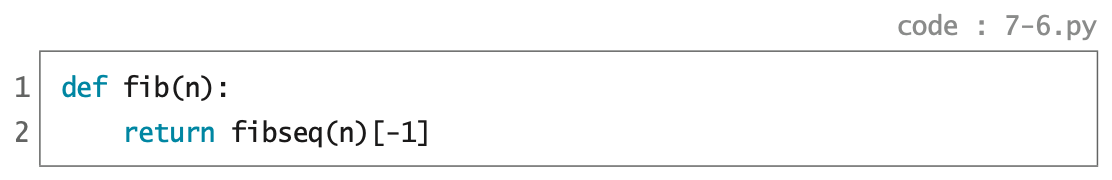 code : 7-6.py
1 def fib(n):
2     return fibseq(n)[-1]